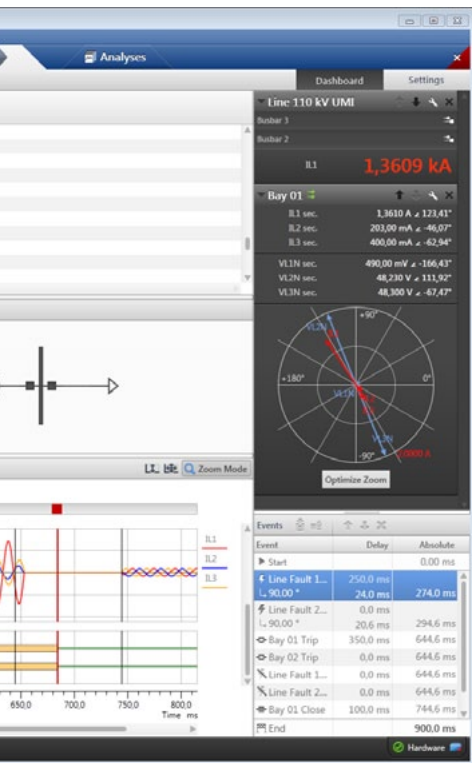 Analyses
Dashboard Settings
Line 110 kV UMI
Busbar 3
Busbar 2
IL1 1,3609 kA
Bay 01
IL1 sec. 1,3610 A ∠ 123,41°
IL2 sec. 203,00 mA ∠ -46,07°
IL3 sec. 400,00 mA ∠ -62,94°
VL1N sec. 490,00 mV ∠ -166,43°
VL2N sec. 48,230 V ∠ 111,92°
VL3N sec. 48,300 V ∠ -67,47°
+90°
VL2N
+180°
0°
VL1N
-90°
Optimize Zoom
Zoom Mode
IL1
IL2
IL3
650,0 700,0 750,0 800,0
Time ms
Events
Event Delay Absolute
Start 0.00 ms
Line Fault 1... 250,0 ms
90,00 ° 24,0 ms 274,0 ms
Line Fault 2... 0,0 ms
90,00 ° 20,6 ms 294,6 ms
Bay 01 Trip 350,0 ms 644,6 ms
Bay 02 Trip 0,0 ms 644,6 ms
Line Fault 1... 0,0 ms 644,6 ms
Line Fault 2... 0,0 ms 644,6 ms
Bay 01 Close 100,0 ms 744,6 ms
End 900,0 ms
Hardware